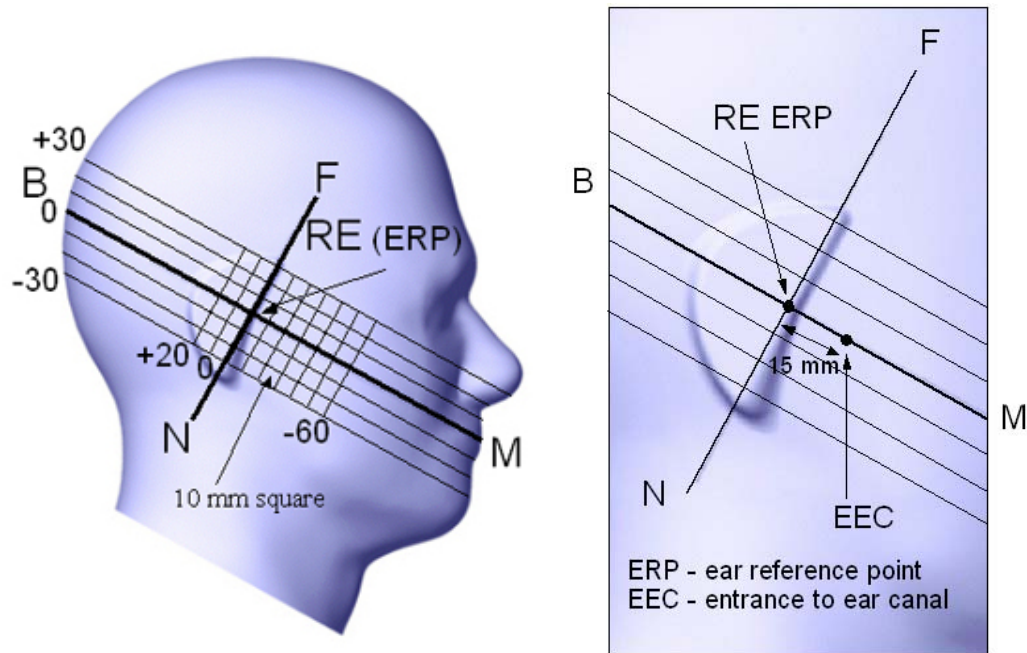 +30
B
0
-30
F
RE (ERP)
+20
0
N
-60
M
10 mm square
F
RE ERP
B
15 mm
M
N
EEC
ERP - ear reference point
EEC - entrance to ear canal